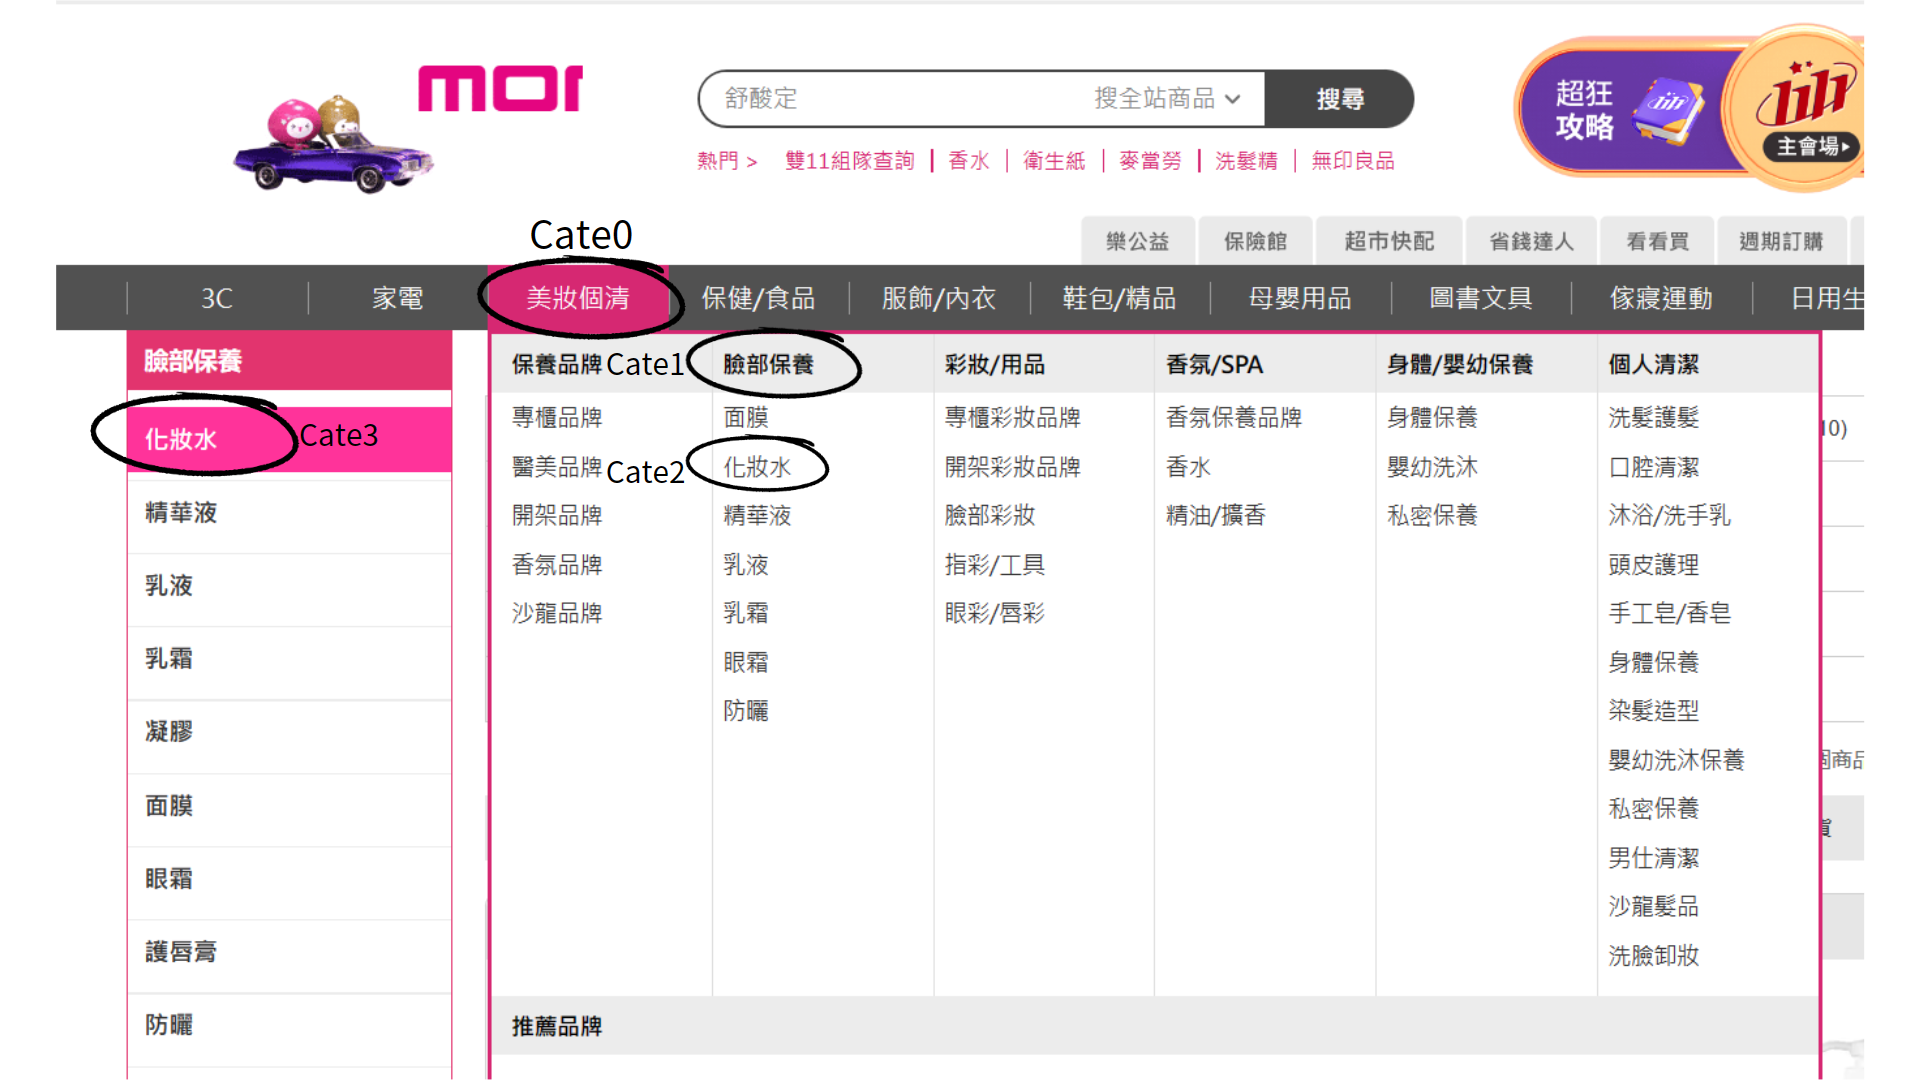 mor
舒酸定 搜全站商品 搜尋
超狂
攻略
主會場
熱門 > 雙11組隊查詢 香水 衛生紙 麥當勞 洗髮精 無印良品
Cate0
樂公益 保險館 超市快配 省錢達人 看看買 週期訂購
3C 家電 美妝個清 保健/食品 服飾/內衣 鞋包/精品 母嬰用品 圖書文具 傢寢運動 日用生
臉部保養
化妝水 Cate3
精華液
乳液
乳霜
凝膠
面膜
眼霜
護唇膏
防曬
保養品牌
專櫃品牌
醫美品牌
開架品牌
香氛品牌
沙龍品牌
Cate1 臉部保養
面膜
Cate2 化妝水
精華液
乳液
乳霜
眼霜
防曬
彩妝/用品
專櫃彩妝品牌
開架彩妝品牌
臉部彩妝
指彩/工具
眼彩/唇彩
香氛/SPA
香氛保養品牌
香水
精油/擴香
身體/嬰幼保養
身體保養
嬰幼洗沐
私密保養
個人清潔
洗髮護髮
口腔清潔
沐浴/洗手乳
頭皮護理
手工皂/香皂
身體保養
染髮造型
嬰幼洗沐保養
私密保養
男仕清潔
沙龍髮品
洗臉卸妝
10)
個商品
推薦品牌